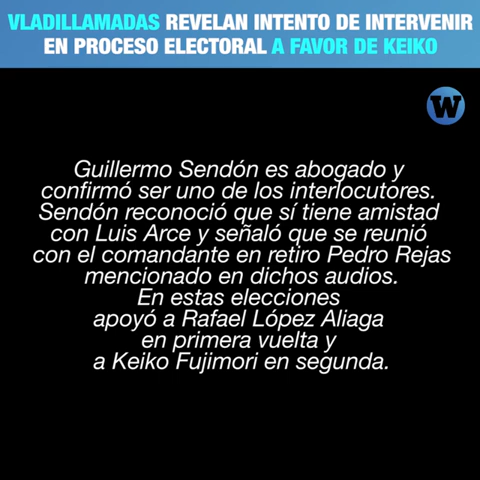 VLADILLAMADAS REVELAN INTENTO DE INTERVENIR
EN PROCESO ELECTORAL A FAVOR DE KEIKO
W
Guillermo Sendón es abogado y
confirmó ser uno de los interlocutores.
Sendón reconoció que sí tiene amistad
con Luis Arce y señaló que se reunió
con el comandante en retiro Pedro Rejas
mencionado en dichos audios.
En estas elecciones
apoyó a Rafael López Aliaga
en primera vuelta y
a Keiko Fujimori en segunda.